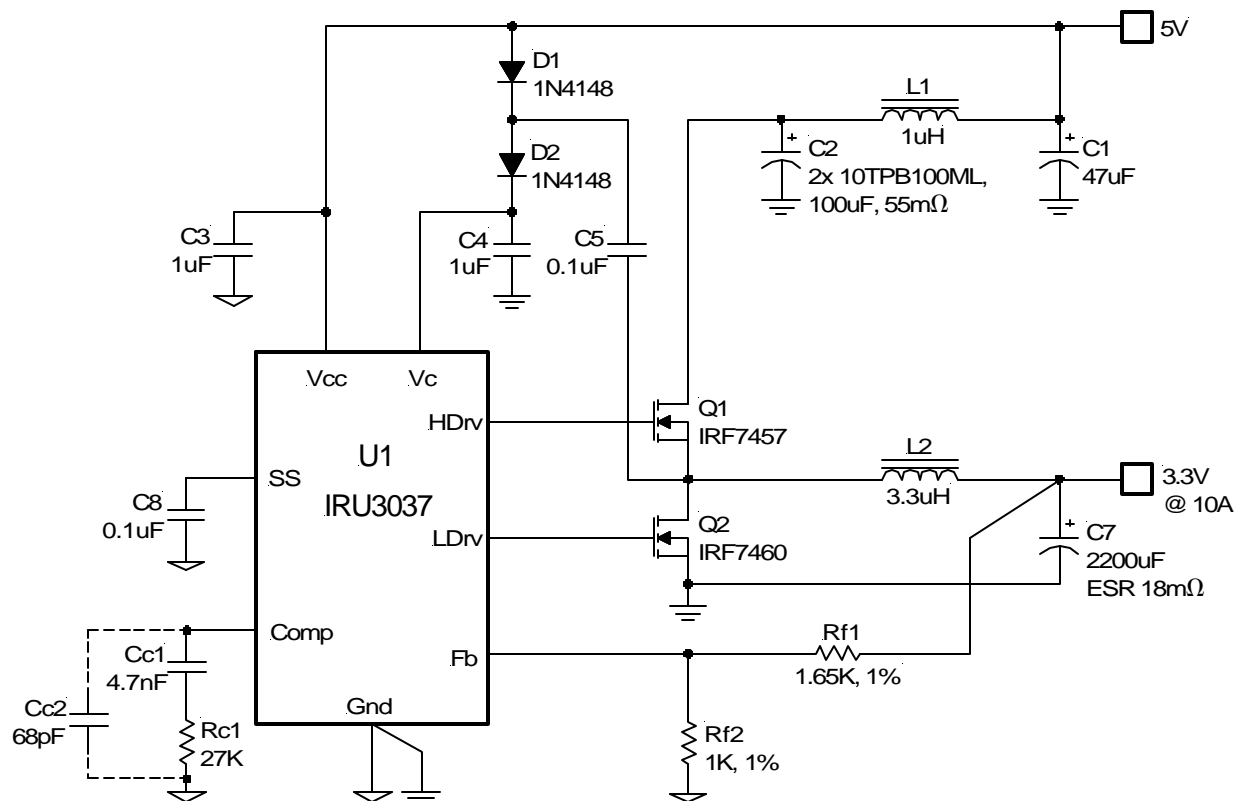 5V
D1
1N4148
L1
1uH
C2
2x 10TPB100ML,
100uF, 55mΩ
C1
47uF
D2
1N4148
C3
1uF
C4
1uF
C5
0.1uF
Vcc
Vc
HDrv
Q1
IRF7457
U1
IRU3037
SS
C8
0.1uF
L2
3.3uH
3.3V
@ 10A
LDrv
Q2
IRF7460
C7
2200uF
ESR 18mΩ
Comp
Cc1
4.7nF
Fb
Rf1
1.65K, 1%
Cc2
68pF
Rc1
27K
Gnd
Rf2
1K, 1%